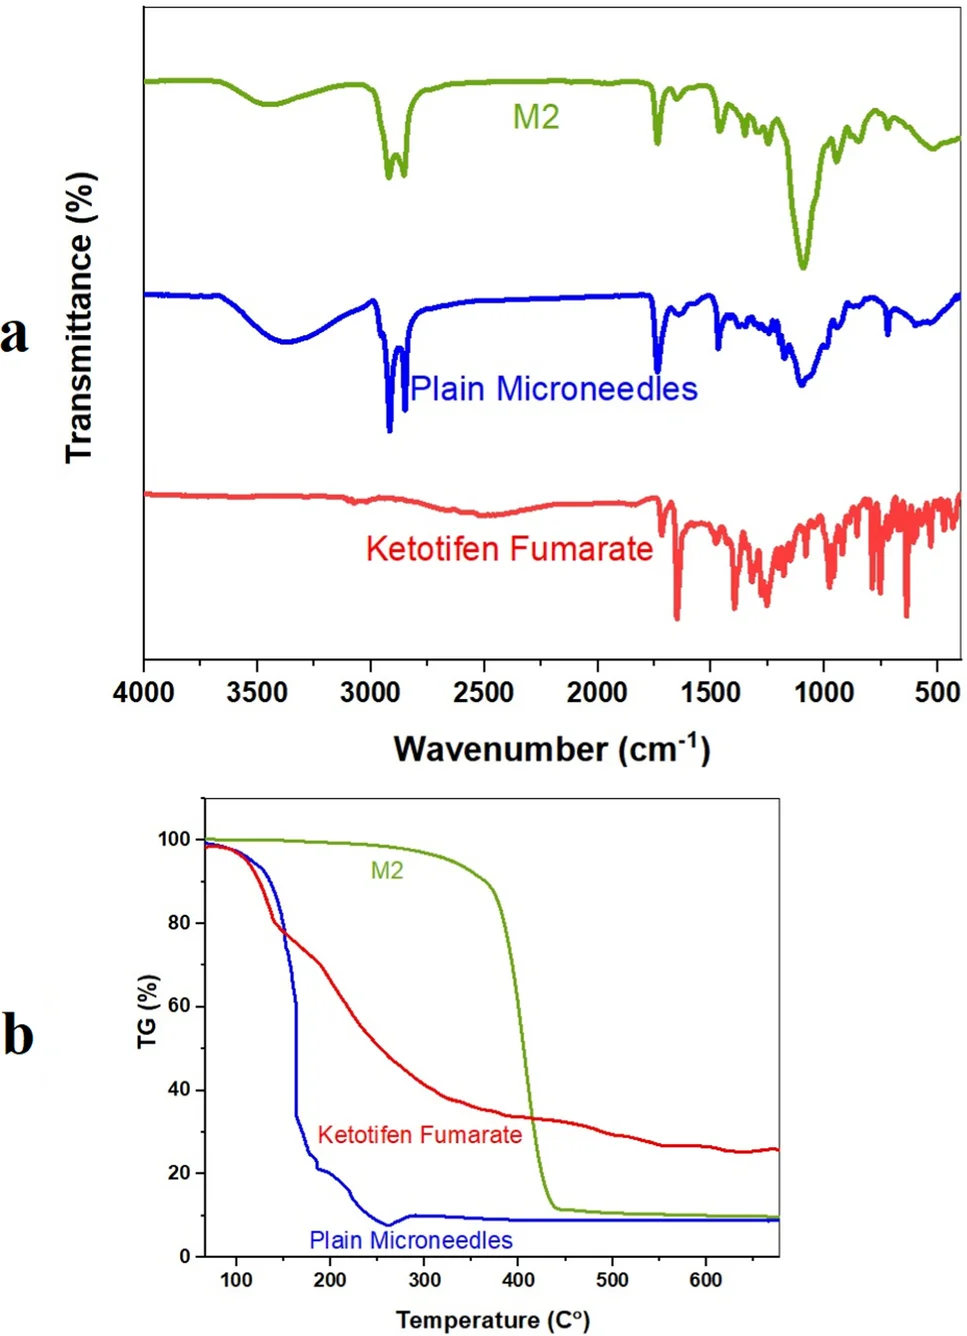 a
Transmittance (%)
M2
Plain Microneedles
Ketotifen Fumarate
4000 3500 3000 2500 2000 1500 1000 500
Wavenumber (cm⁻¹)
b
TG (%)
100
80
60
40
20
0
M2
Ketotifen Fumarate
Plain Microneedles
100 200 300 400 500 600
Temperature (Cº)